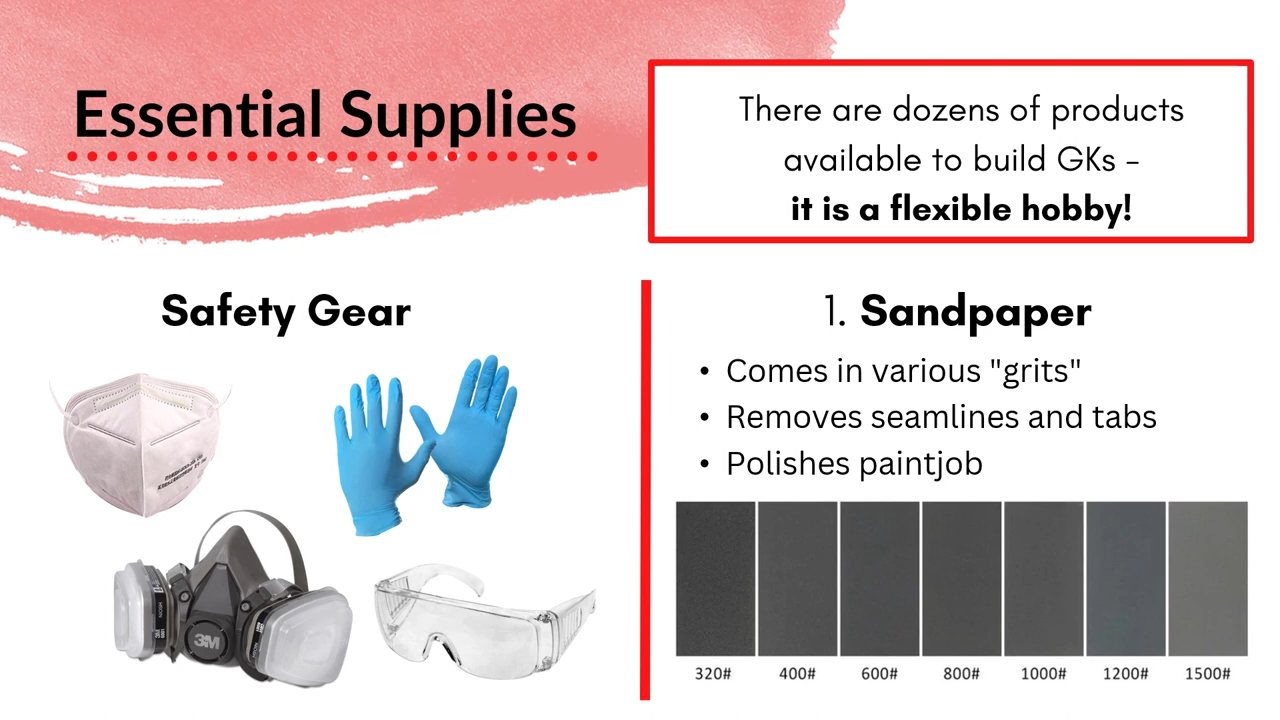 Essential Supplies
There are dozens of products
available to build GKs –
it is a flexible hobby!
Safety Gear
3M
1. Sandpaper
• Comes in various "grits"
• Removes seamlines and tabs
• Polishes paintjob
320# 400# 600# 800# 1000# 1200# 1500#